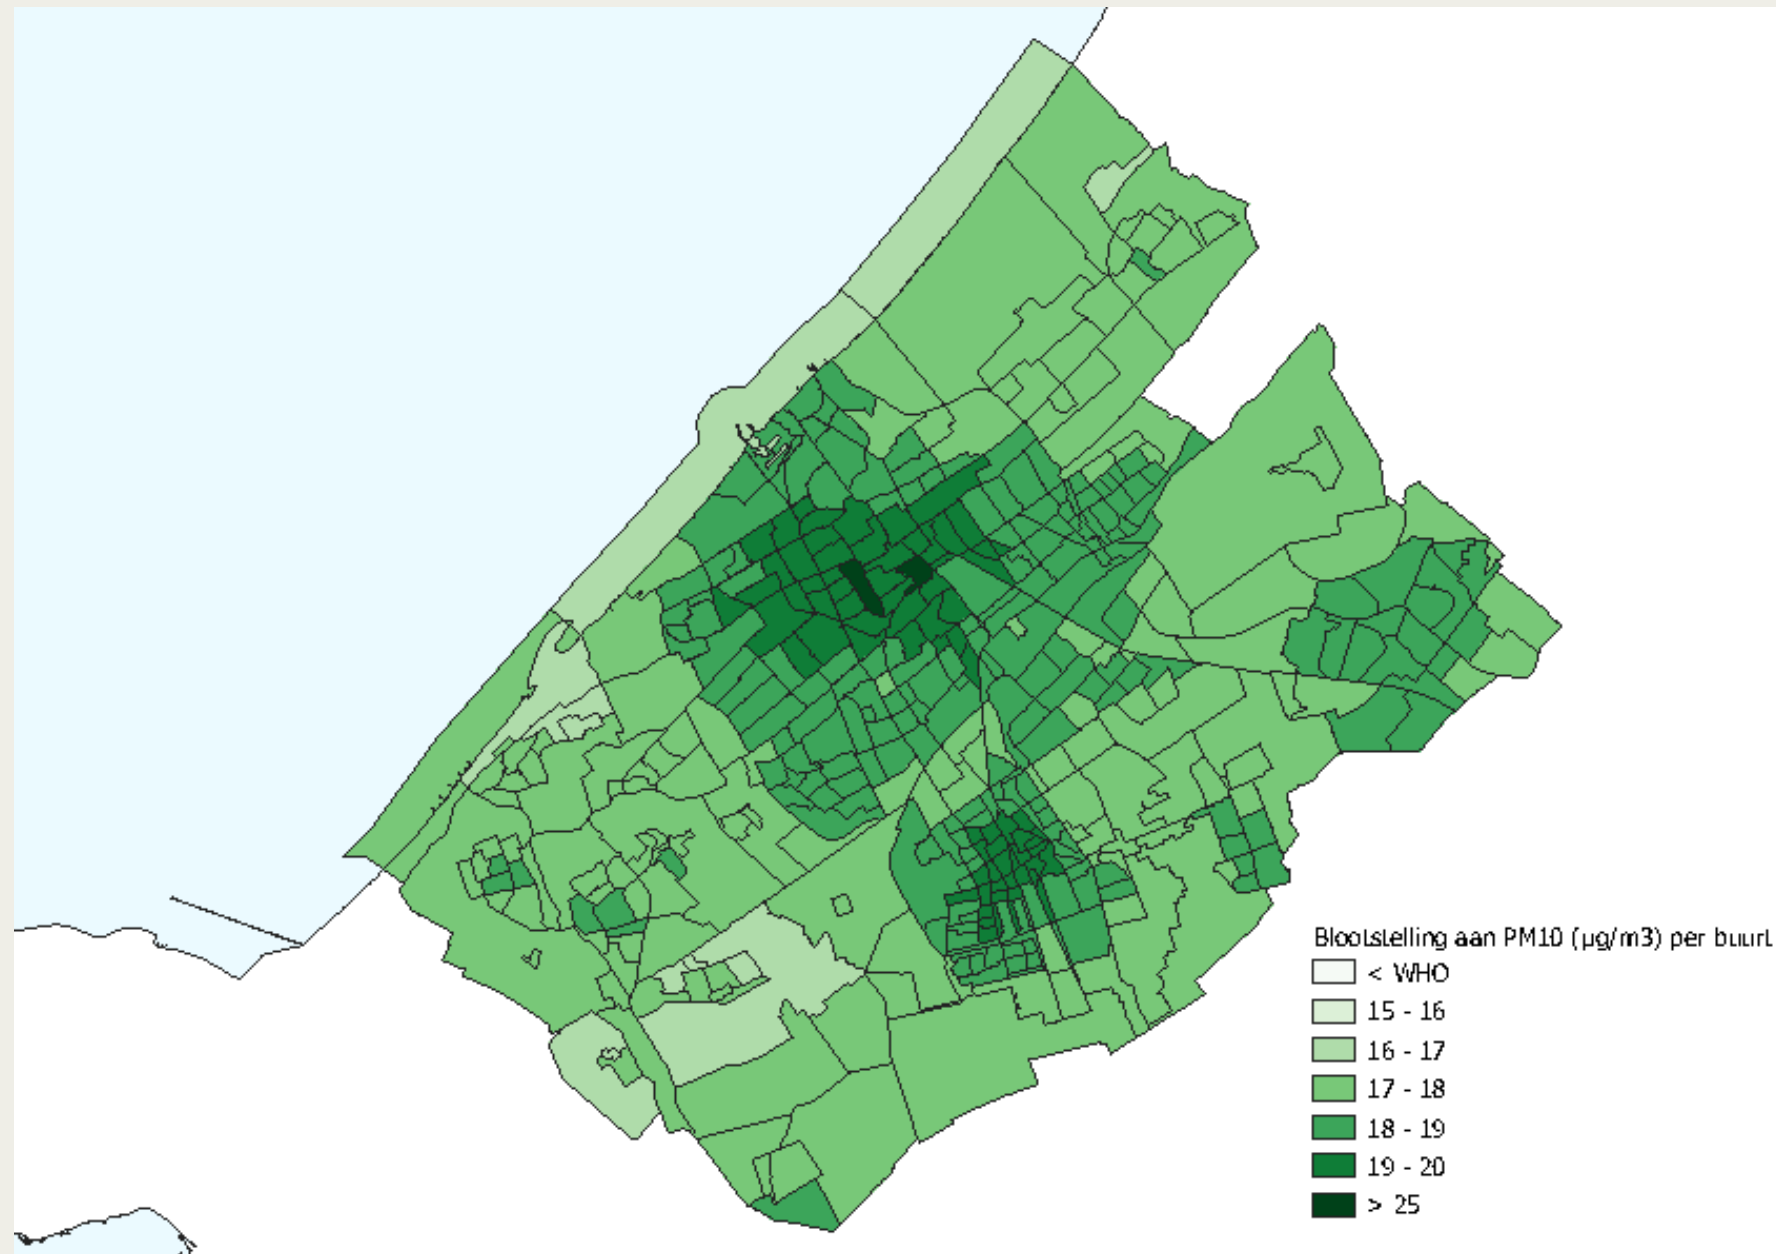 Blootstelling aan PM10 (µg/m3) per buurt
< WHO
15 - 16
16 - 17
17 - 18
18 - 19
19 - 20
> 25